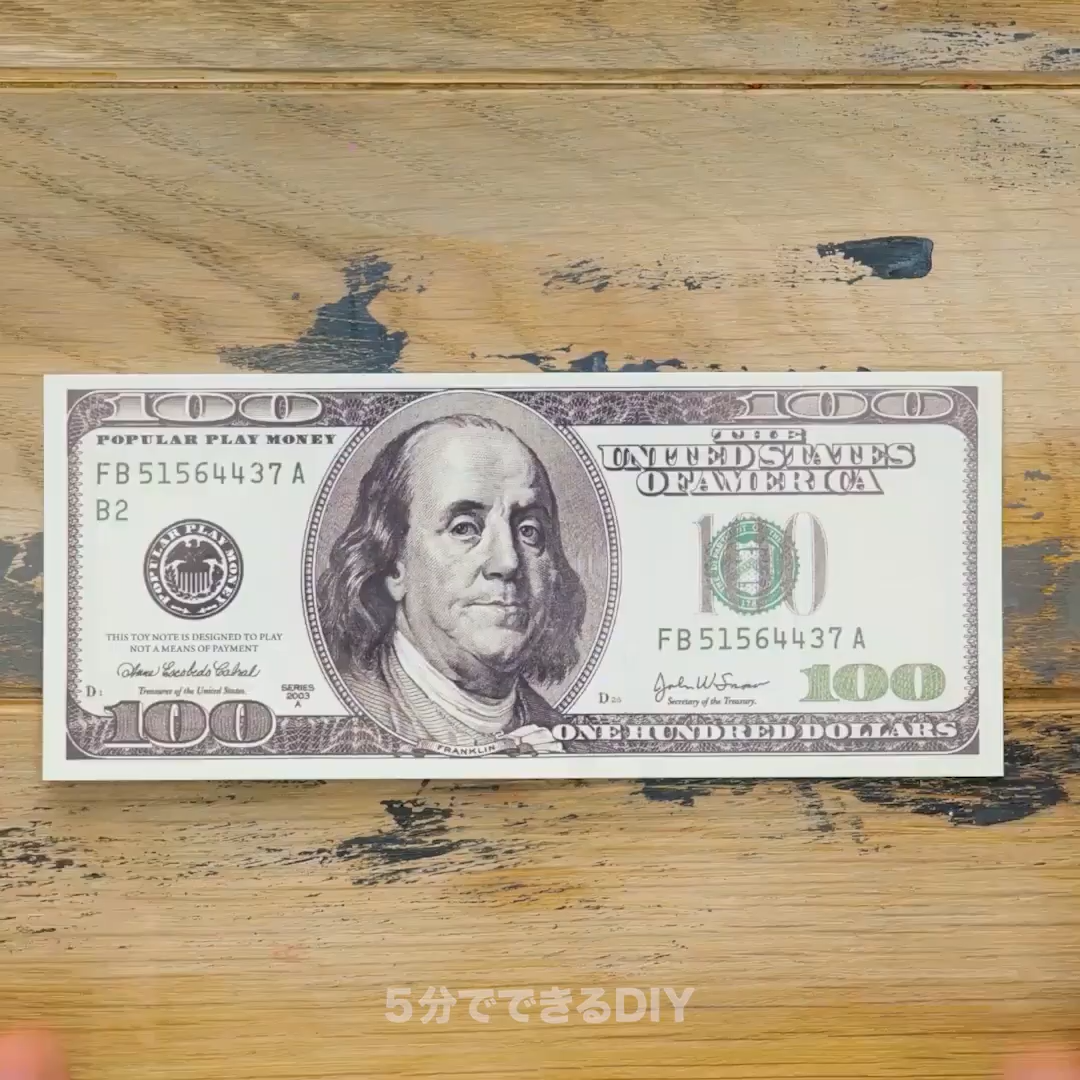 100 100
POPULAR PLAY MONEY
FB 51564437 A
B2
POPULAR PLAY MONEY
THIS TOY NOTE IS DESIGNED TO PLAY
NOT A MEANS OF PAYMENT
Treasurer of the United States.
D 1
SERIES
2003
A
100
FRANKLIN
THE
UNITED STATES
OF AMERICA
100
FB 51564437 A
D 20
Secretary of the Treasury.
100
ONE HUNDRED DOLLARS
5分でできるDIY